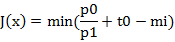 J(x) = min(p0/p1 + t0 − mi)